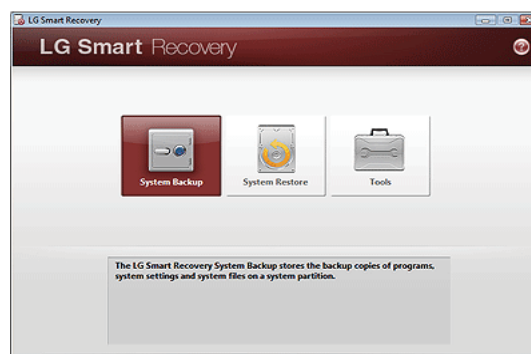 LG Smart Recovery
LG Smart Recovery
?
System Backup
System Restore
Tools
The LG Smart Recovery System Backup stores the backup copies of programs,
system settings and system files on a system partition.